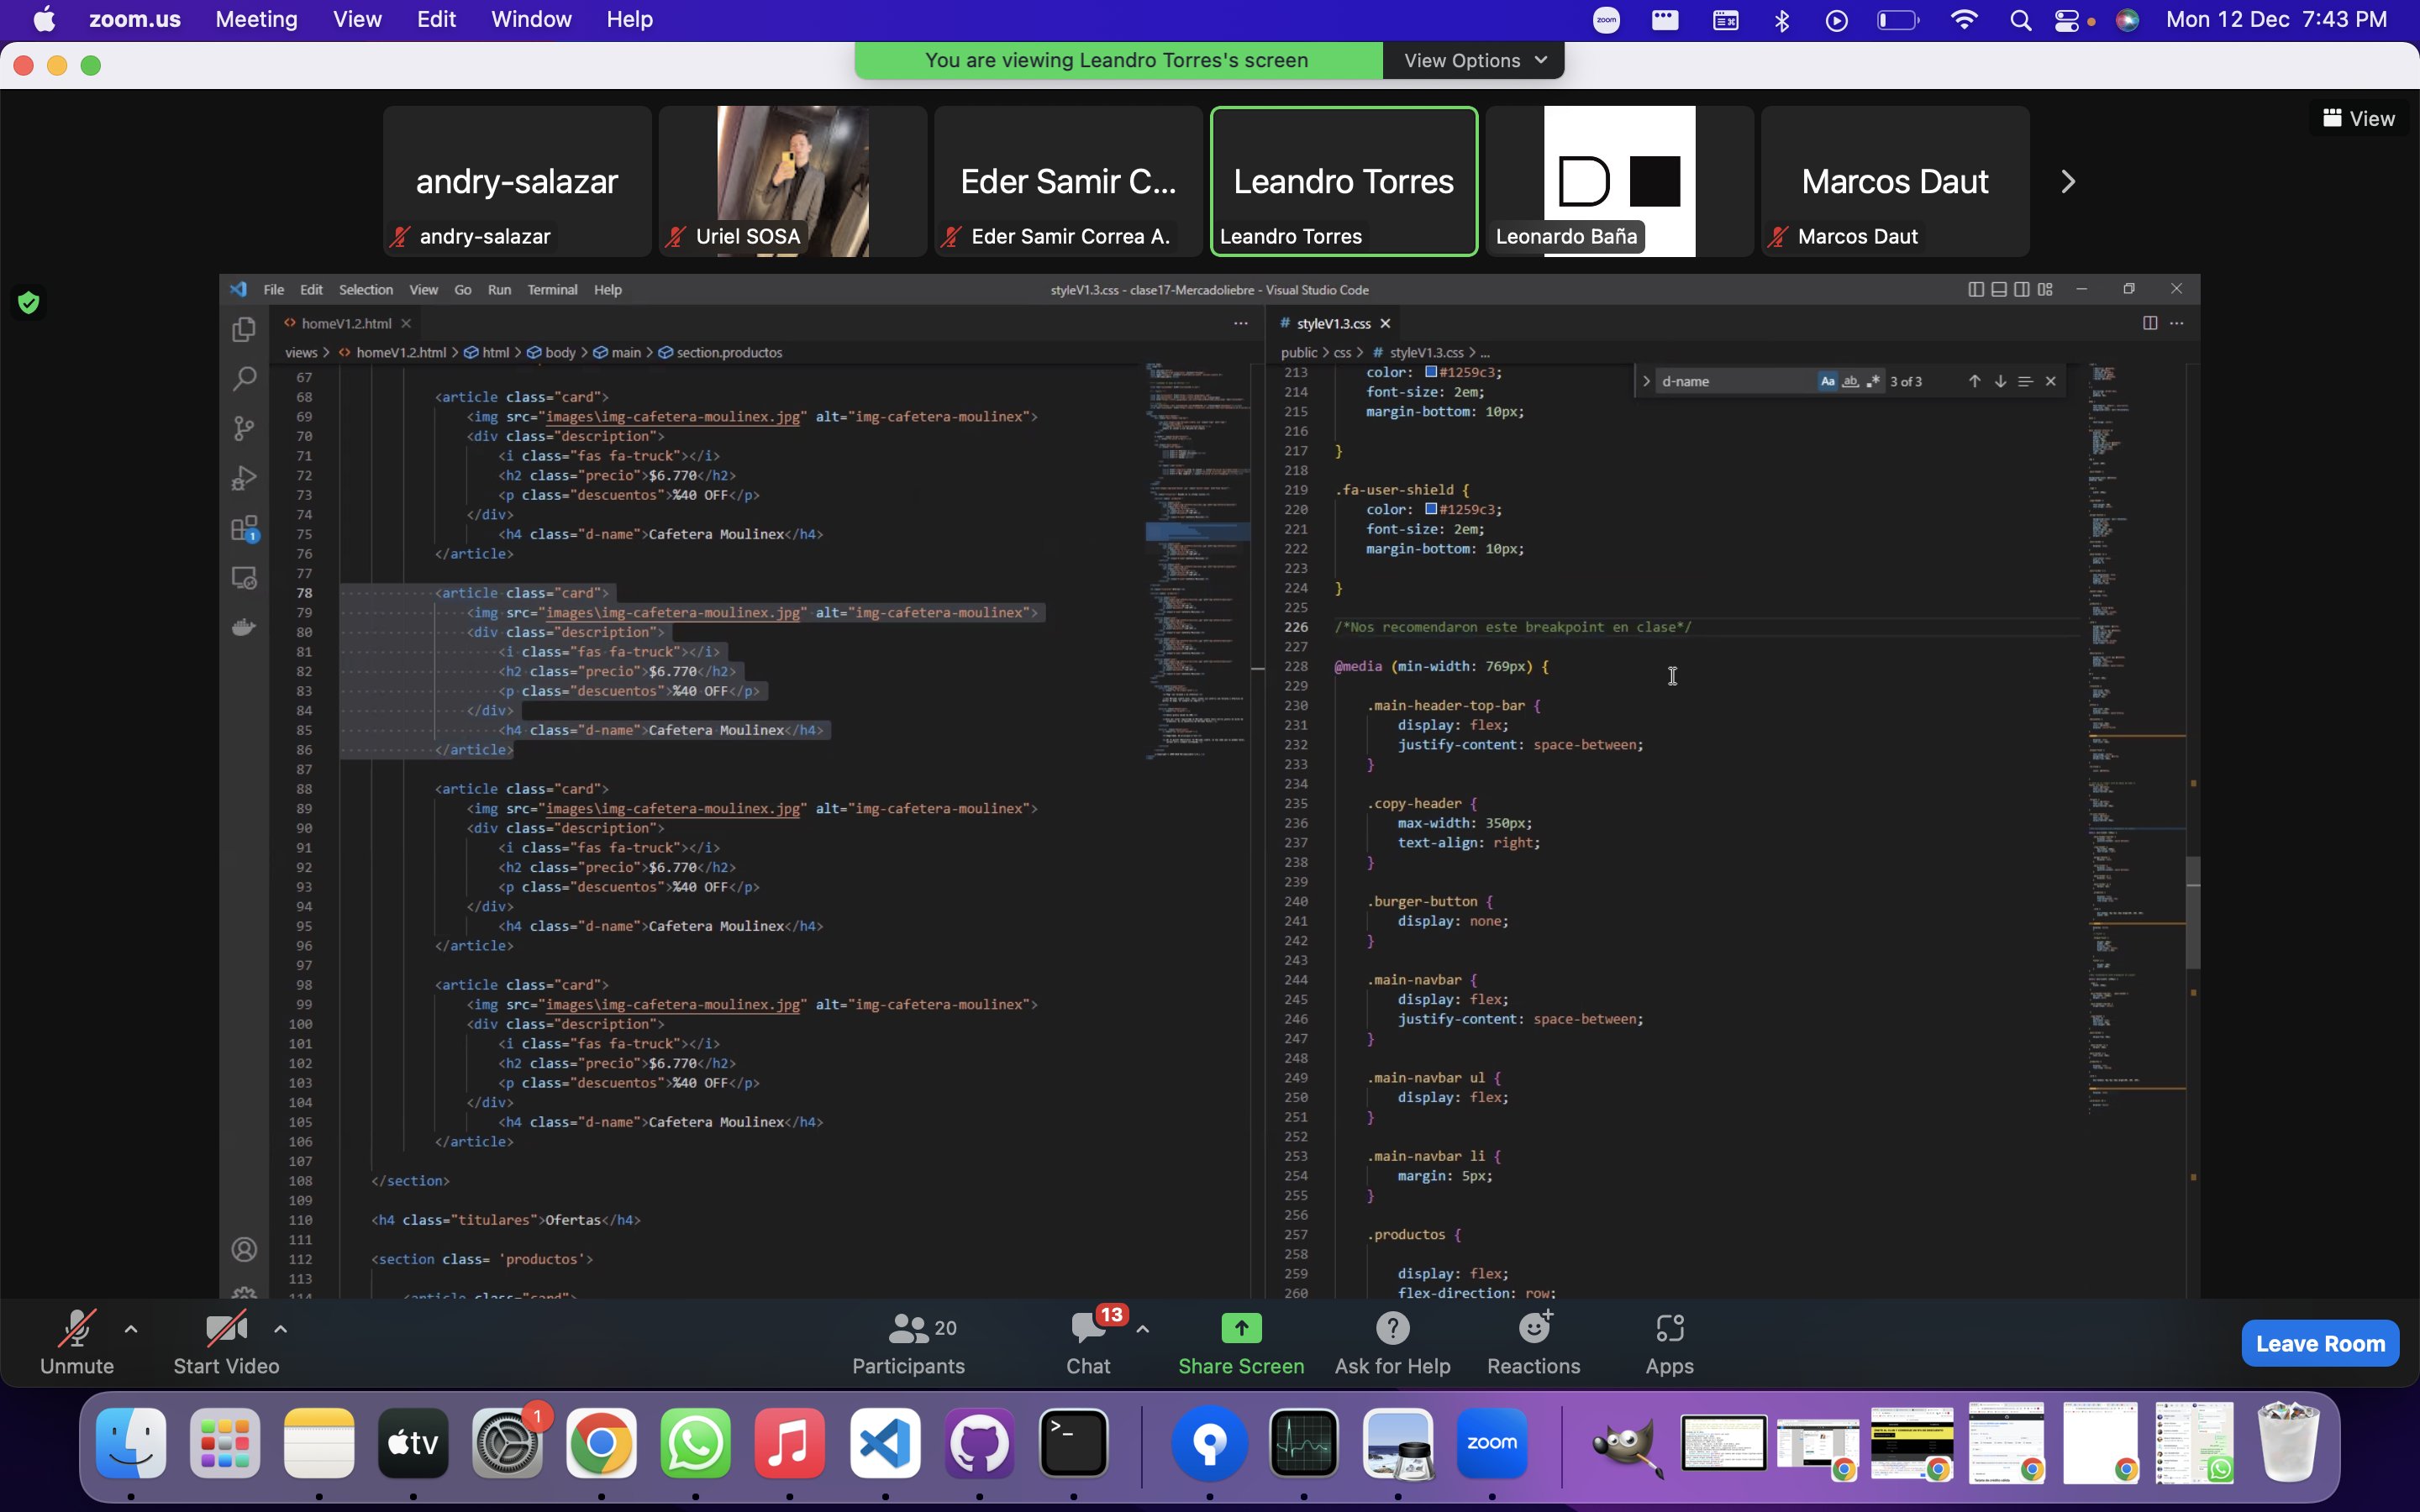 zoom.us Meeting View Edit Window Help
zoom
Mon 12 Dec 7:43 PM
You are viewing Leandro Torres's screen
View Options
View
andry-salazar
andry-salazar
Uriel SOSA
Eder Samir C...
Eder Samir Correa A.
Leandro Torres
Leandro Torres
Leonardo Baña
Marcos Daut
Marcos Daut
File Edit Selection View Go Run Terminal Help
styleV1.3.css - clase17-Mercadoliebre - Visual Studio Code
homeV1.2.html
views > homeV1.2.html > html > body > main > section.productos
67
68 <article class="card">
69 <img src="images\img-cafetera-moulinex.jpg" alt="img-cafetera-moulinex">
70 <div class="description">
71 <i class="fas fa-truck"></i>
72 <h2 class="precio">$6.770</h2>
73 <p class="descuentos">%40 OFF</p>
74 </div>
75 <h4 class="d-name">Cafetera Moulinex</h4>
76 </article>
77
78 <article class="card">
79 <img src="images\img-cafetera-moulinex.jpg" alt="img-cafetera-moulinex">
80 <div class="description">
81 <i class="fas fa-truck"></i>
82 <h2 class="precio">$6.770</h2>
83 <p class="descuentos">%40 OFF</p>
84 </div>
85 <h4 class="d-name">Cafetera Moulinex</h4>
86 </article>
87
88 <article class="card">
89 <img src="images\img-cafetera-moulinex.jpg" alt="img-cafetera-moulinex">
90 <div class="description">
91 <i class="fas fa-truck"></i>
92 <h2 class="precio">$6.770</h2>
93 <p class="descuentos">%40 OFF</p>
94 </div>
95 <h4 class="d-name">Cafetera Moulinex</h4>
96 </article>
97
98 <article class="card">
99 <img src="images\img-cafetera-moulinex.jpg" alt="img-cafetera-moulinex">
100 <div class="description">
101 <i class="fas fa-truck"></i>
102 <h2 class="precio">$6.770</h2>
103 <p class="descuentos">%40 OFF</p>
104 </div>
105 <h4 class="d-name">Cafetera Moulinex</h4>
106 </article>
107
108 </section>
109
110 <h4 class="titulares">Ofertas</h4>
111
112 <section class= 'productos'>
113
114 <article class="card">
# styleV1.3.css
public > css > # styleV1.3.css > ...
d-name
Aa ab 3 of 3
213 color: #1259c3;
214 font-size: 2em;
215 margin-bottom: 10px;
216
217 }
218
219 .fa-user-shield {
220 color: #1259c3;
221 font-size: 2em;
222 margin-bottom: 10px;
223
224 }
225
226 /*Nos recomendaron este breakpoint en clase*/
227
228 @media (min-width: 769px) {
229
230 .main-header-top-bar {
231 display: flex;
232 justify-content: space-between;
233 }
234
235 .copy-header {
236 max-width: 350px;
237 text-align: right;
238 }
239
240 .burger-button {
241 display: none;
242 }
243
244 .main-navbar {
245 display: flex;
246 justify-content: space-between;
247 }
248
249 .main-navbar ul {
250 display: flex;
251 }
252
253 .main-navbar li {
254 margin: 5px;
255 }
256
257 .productos {
258
259 display: flex;
260 flex-direction: row;
1
Unmute
Start Video
20
Participants
13
Chat
Share Screen
Ask for Help
Reactions
Apps
Leave Room
tv
1
zoom